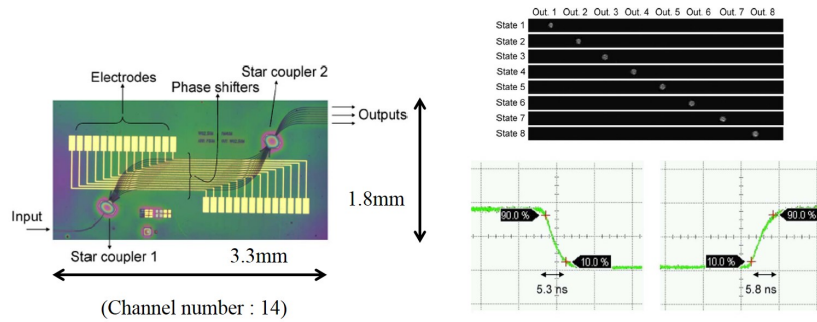 Electrodes
Phase shifters
Star coupler 2
Outputs
Input
Star coupler 1
1.8mm
3.3mm
(Channel number : 14)
Out. 1 Out. 2 Out. 3 Out. 4 Out. 5 Out. 6 Out. 7 Out. 8
State 1
State 2
State 3
State 4
State 5
State 6
State 7
State 8
90.0 %
10.0 %
5.3 ns
90.0 %
10.0 %
5.8 ns